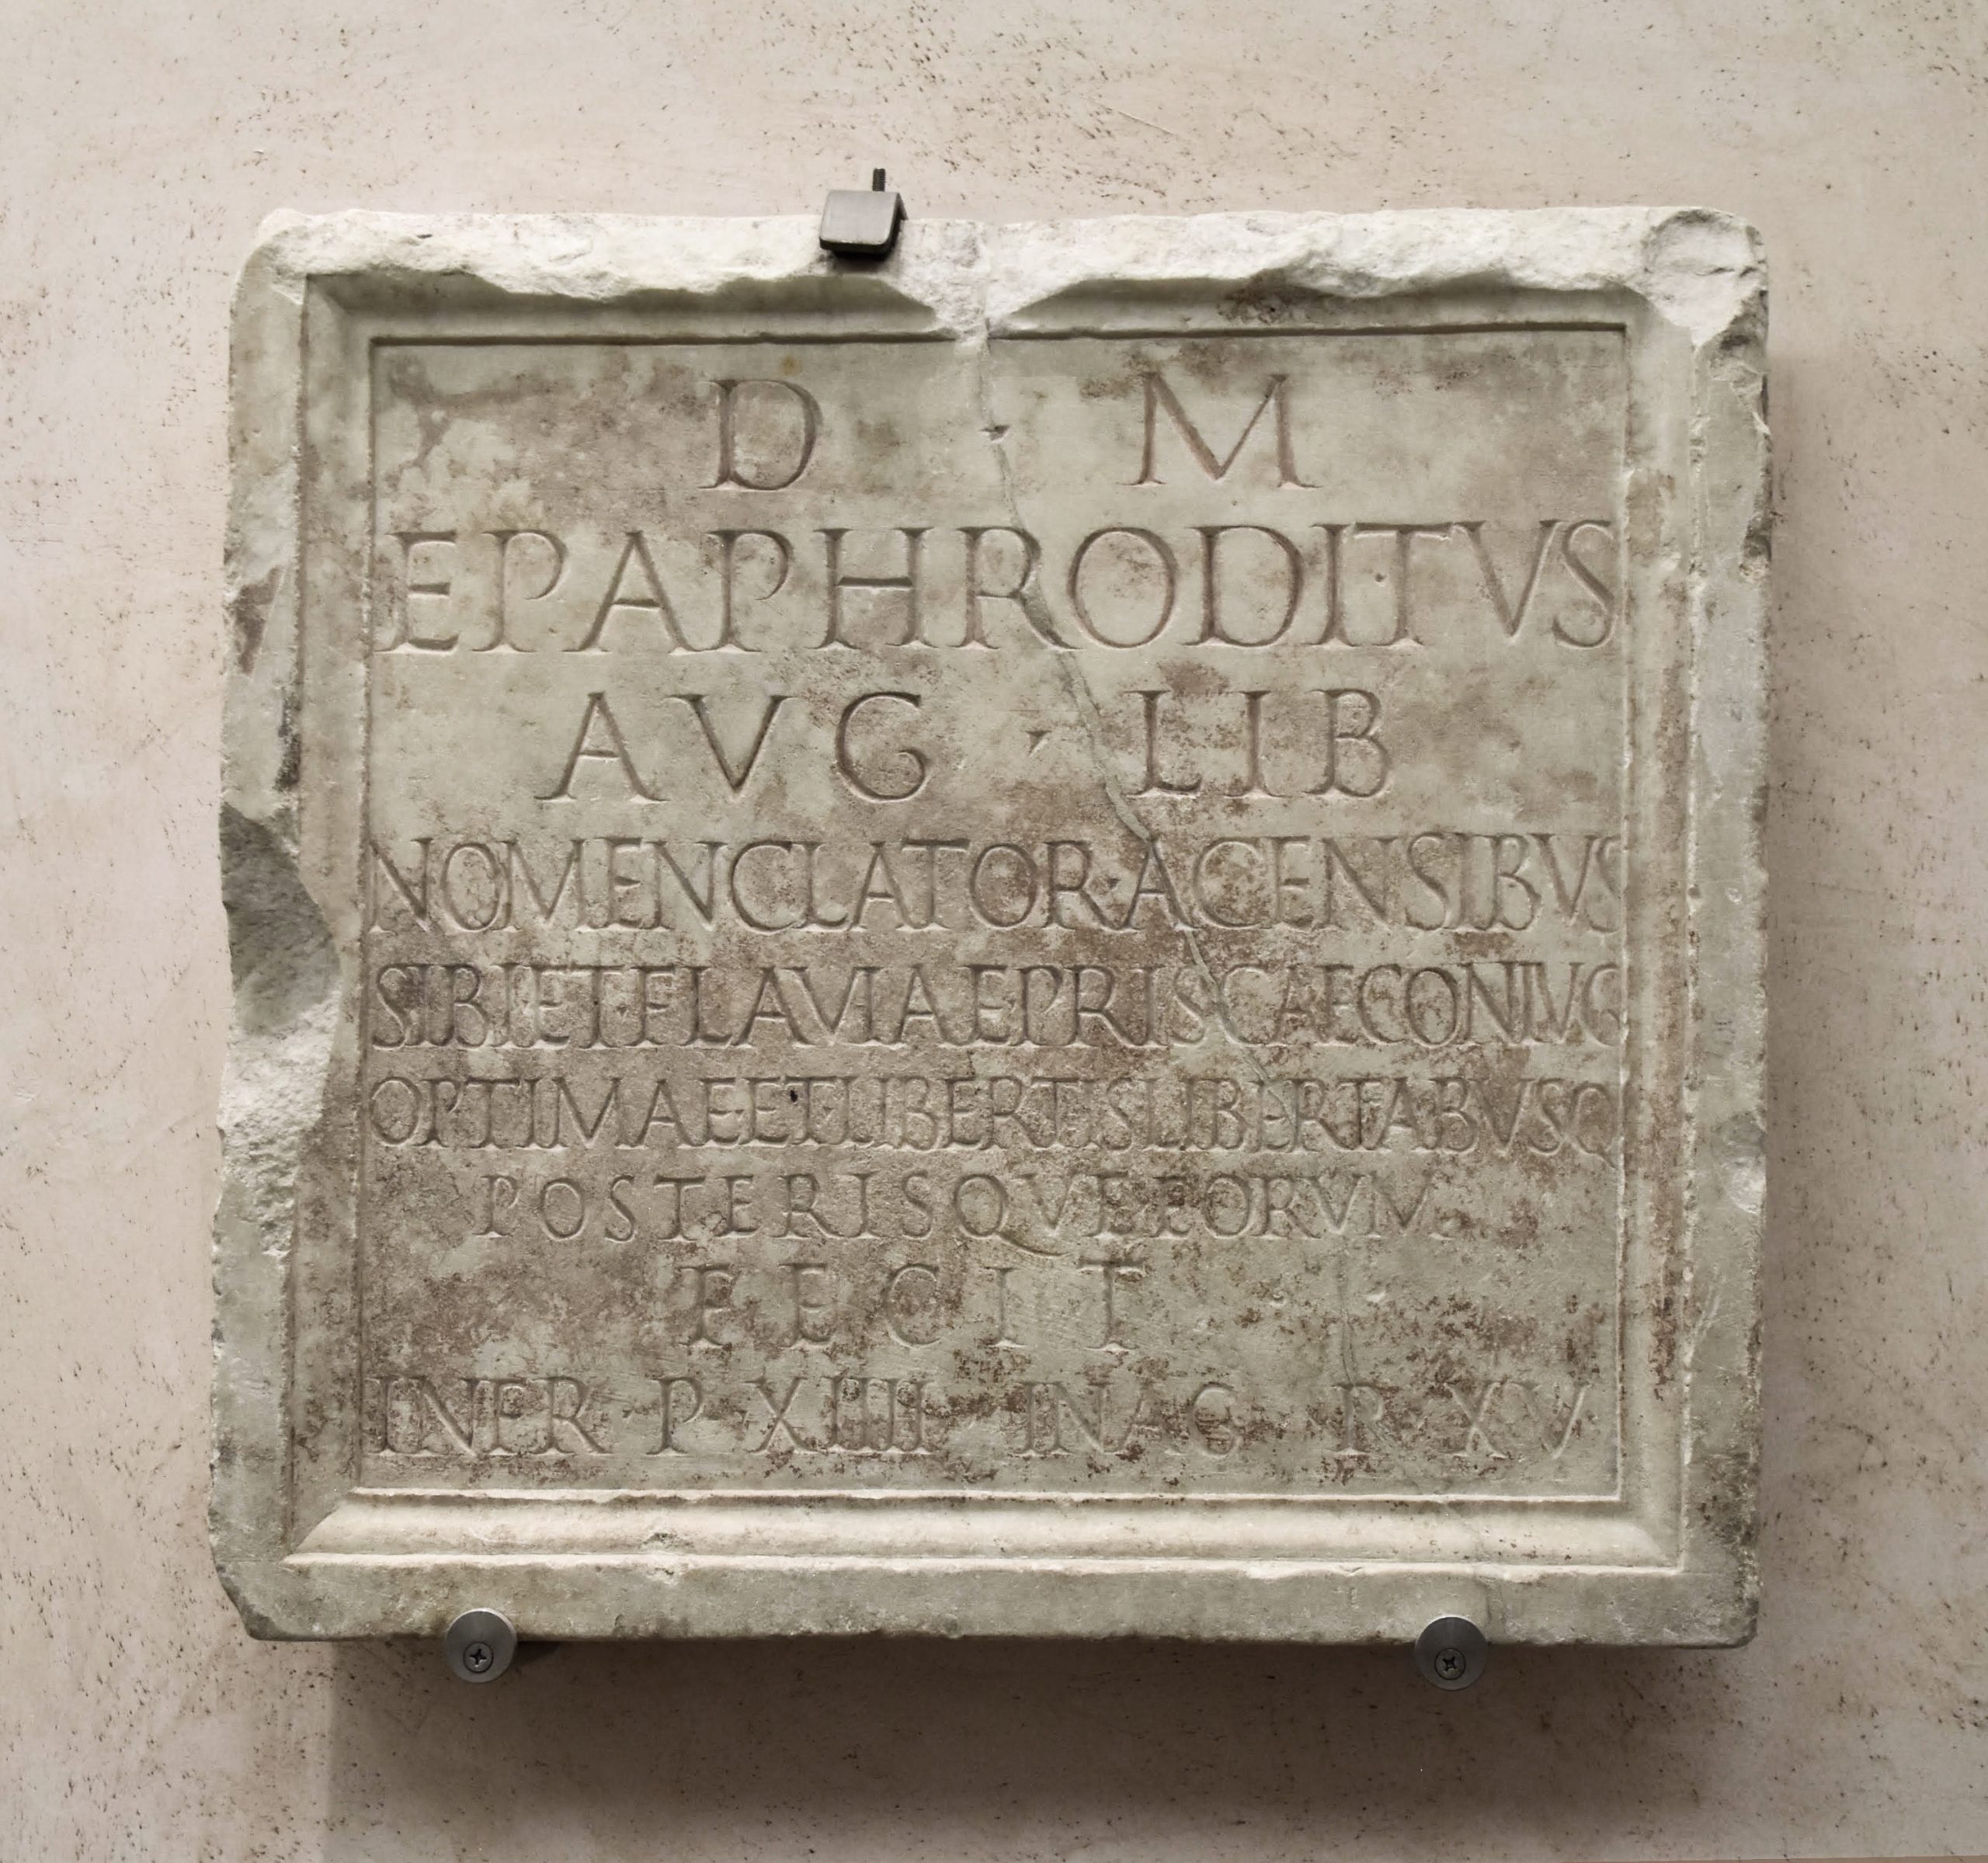 D M
EPAPHRODITVS
AVG · LIB
NOMENCLATOR · A CENSIBVS
SIBI ET · FLAVIAE PRISCAE CONIVG
OPTIMAE ET LIBERTIS LIBERTABVSQ
POSTERISQVE EORVM
FECIT
IN FR · P XIIII IN AG P XV